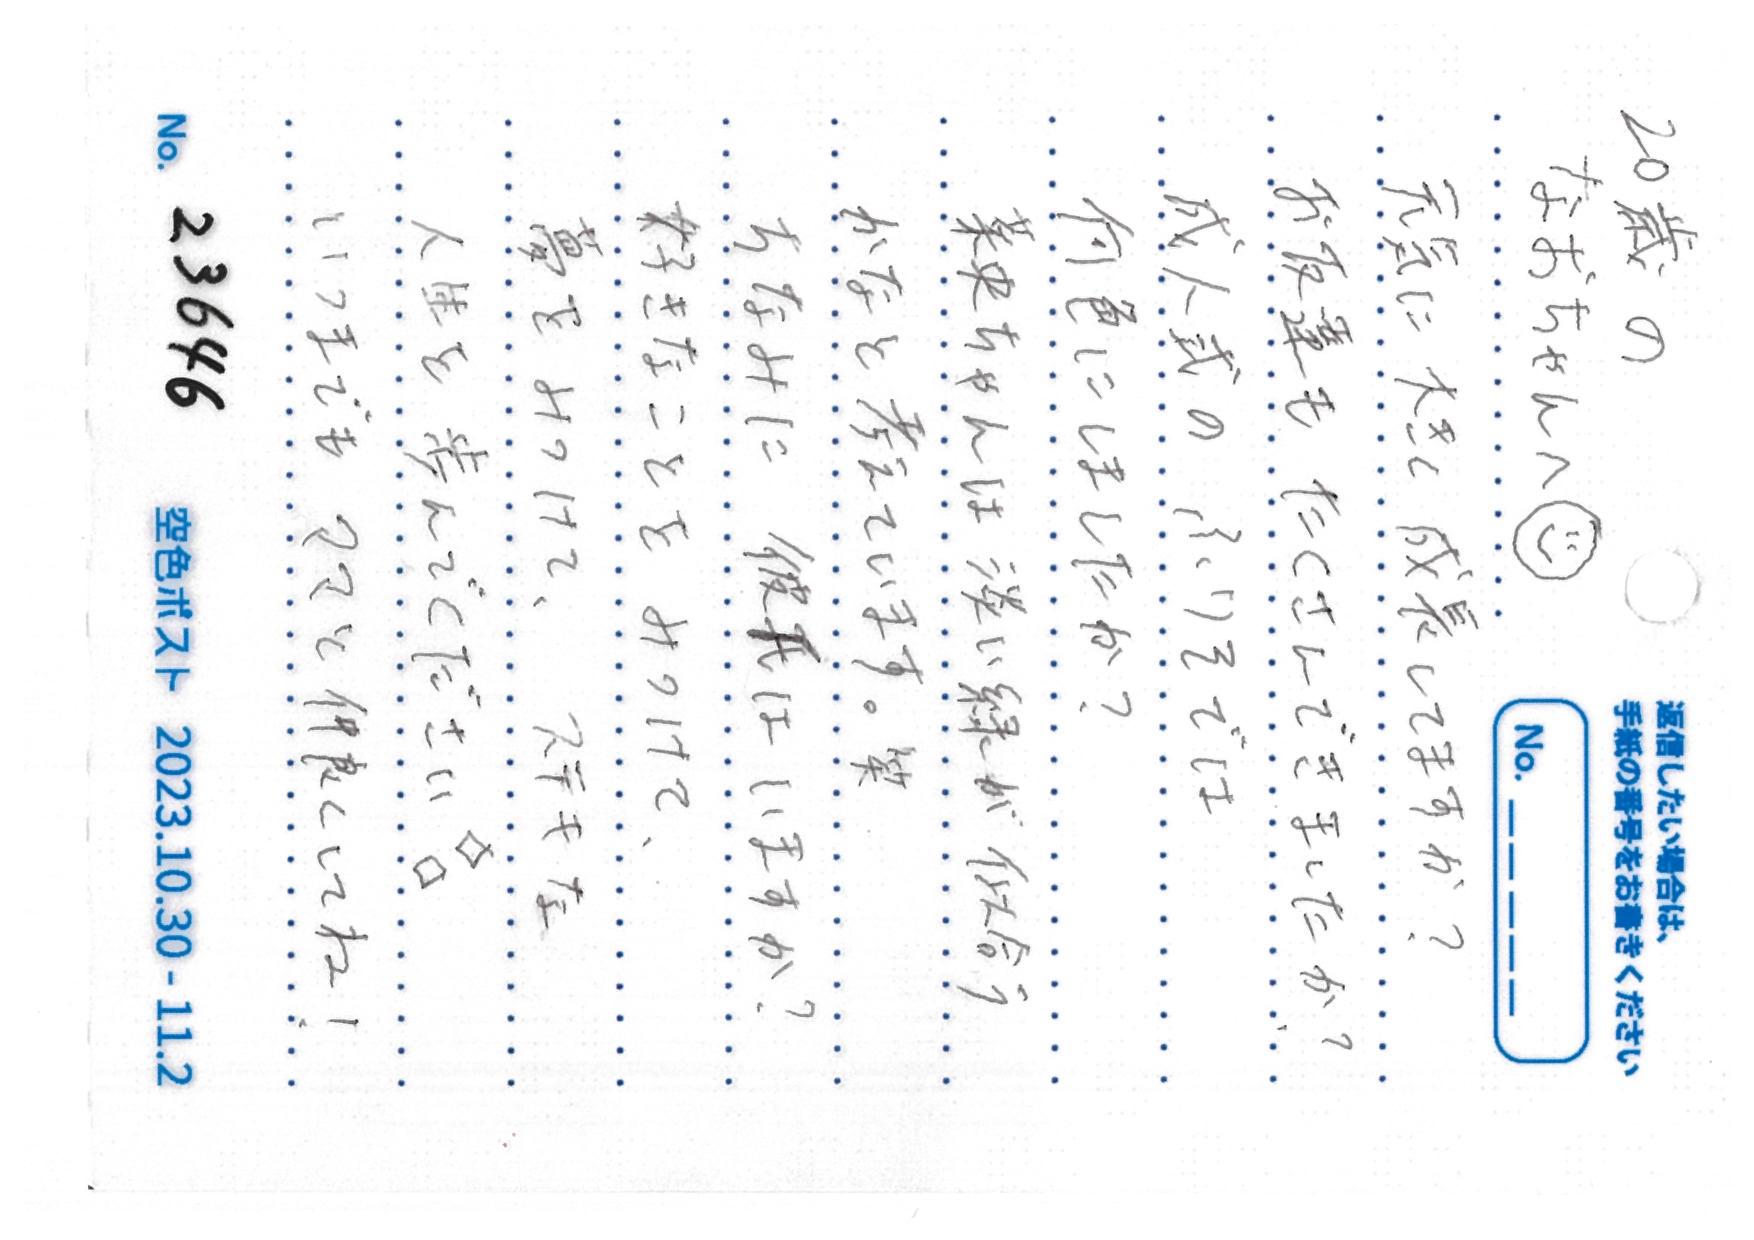 20歳の
なおちゃんへ
返信したい場合は、
手紙の番号をお書きください
No. _ _ _ _ _
元気に大きく成長してますか?
お友達もたくさんできましたか?
成人式のふりそでは
何色にしましたか?
菜央ちゃんは淡い緑が似合う
かなと考えています。笑
ちなみに彼氏はいますか?
好きなことをみつけて、
夢をみつけて、ステキな
人生を歩んでください
いつまでもママと仲良くしてね!
No. 23646
空色ポスト 2023.10.30 - 11.2